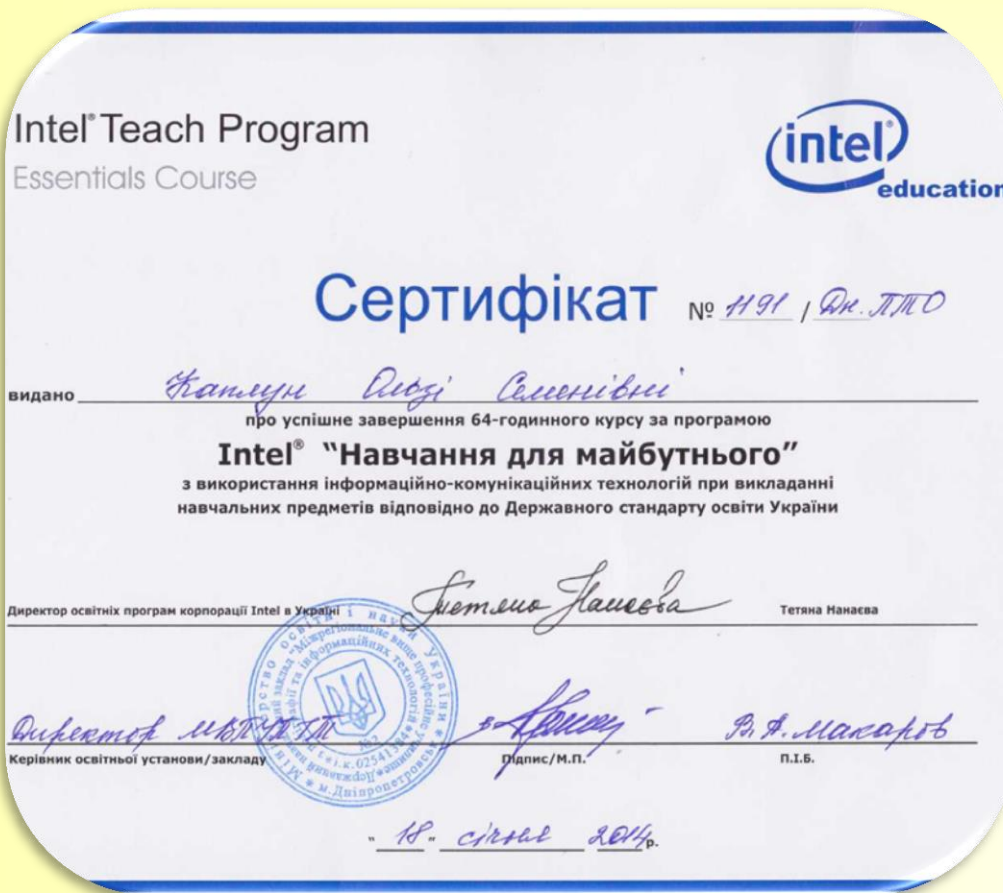 Intel® Teach Program
Essentials Course
intel®
education
Сертифікат № 1191 / Дн. ПТО
видано Каплун Ользі Семенівні
про успішне завершення 64-годинного курсу за програмою
Intel® “Навчання для майбутнього”
з використання інформаційно-комунікаційних технологій при викладанні
навчальних предметів відповідно до Державного стандарту освіти України
Директор освітніх програм корпорації Intel в Україні Тетяна Нанаєва Тетяна Нанаєва
Директор В.А. Макаров
Керівник освітньої установи/закладу Підпис/М.П. П.І.Б.
"18" січня 2014р.